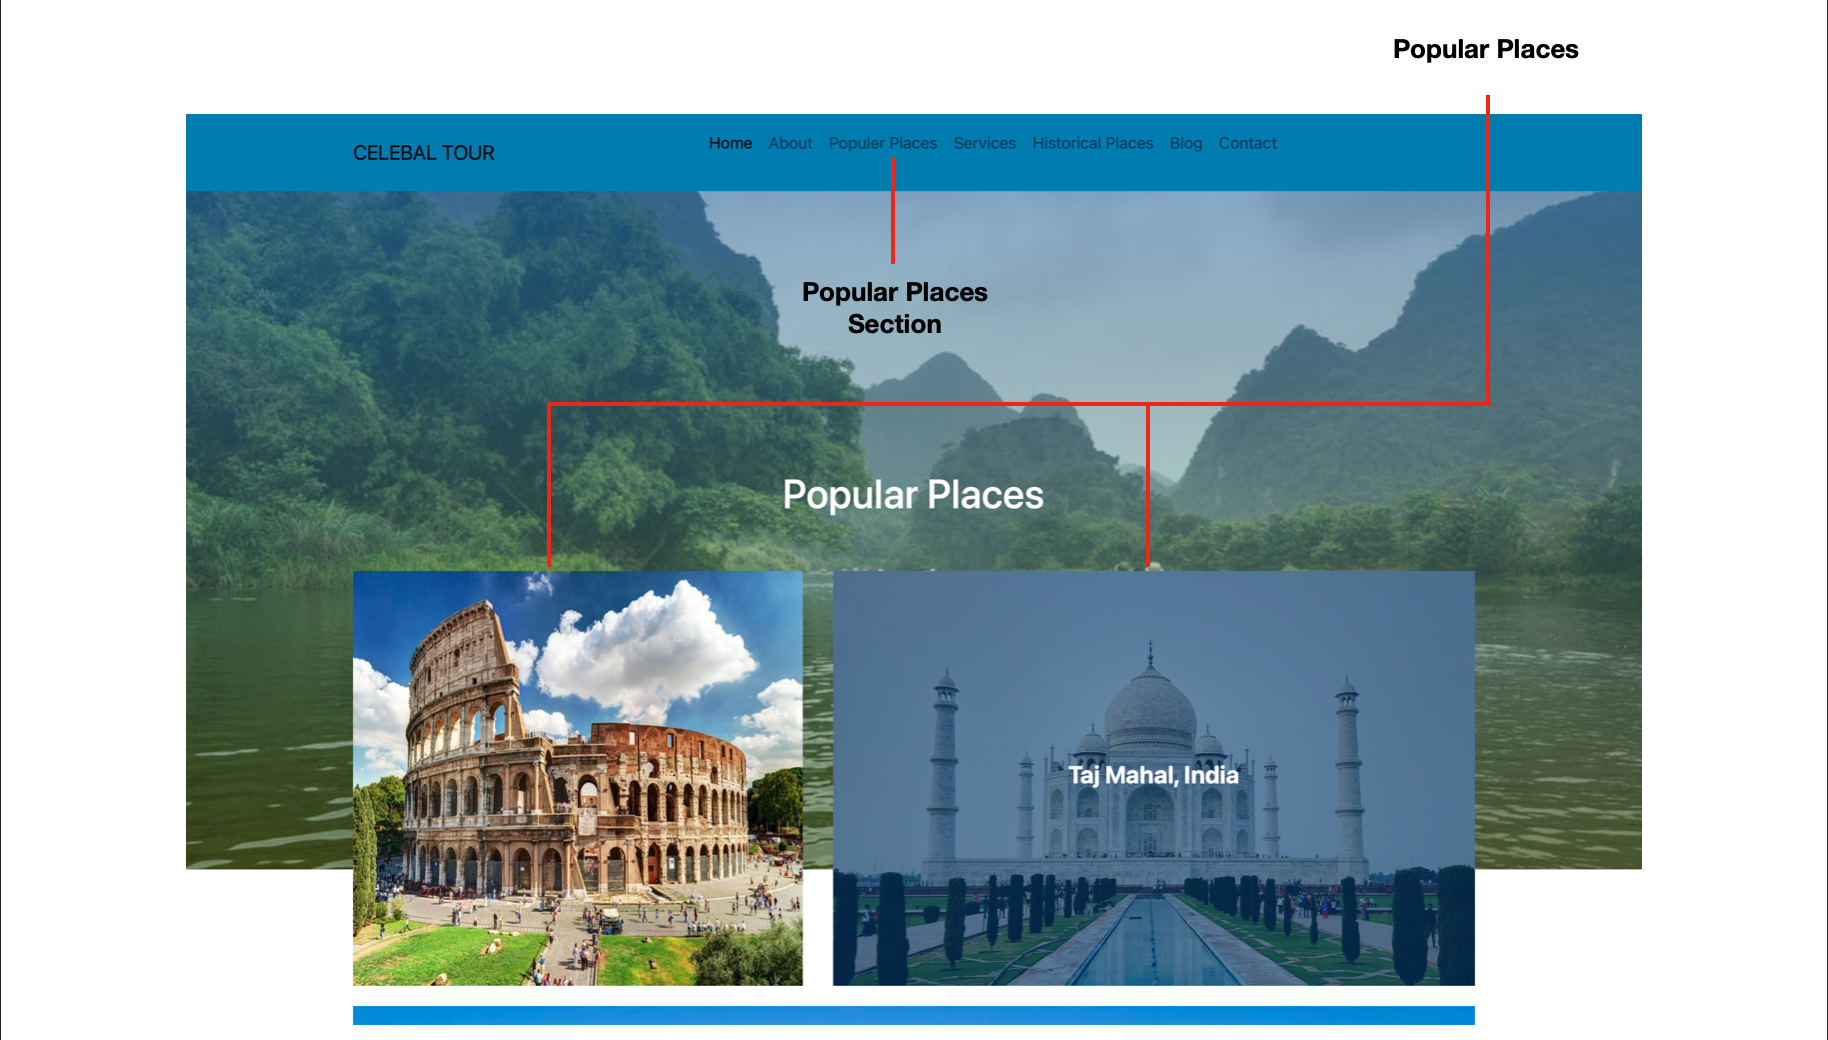 Popular Places
CELEBAL TOUR
Home About Populer Places Services Historical Places Blog Contact
Popular Places
Section
Popular Places
Taj Mahal, India